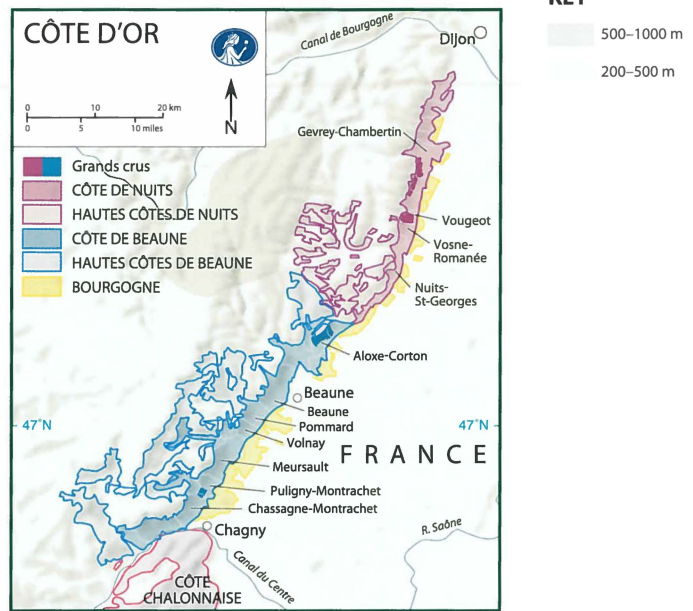 KEY
500–1000 m
200–500 m
CÔTE D'OR
0 10 20 km
0 5 10 miles
N
Grands crus
CÔTE DE NUITS
HAUTES CÔTES DE NUITS
CÔTE DE BEAUNE
HAUTES CÔTES DE BEAUNE
BOURGOGNE
Canal de Bourgogne
Dijon
Gevrey-Chambertin
Vougeot
Vosne-
Romanée
Nuits-
St-Georges
Aloxe-Corton
Beaune
Beaune
Pommard
47°N
Volnay
47°N
FRANCE
Meursault
Puligny-Montrachet
Chassagne-Montrachet
Chagny
R. Saône
Canal du Centre
CÔTE
CHALONNAISE